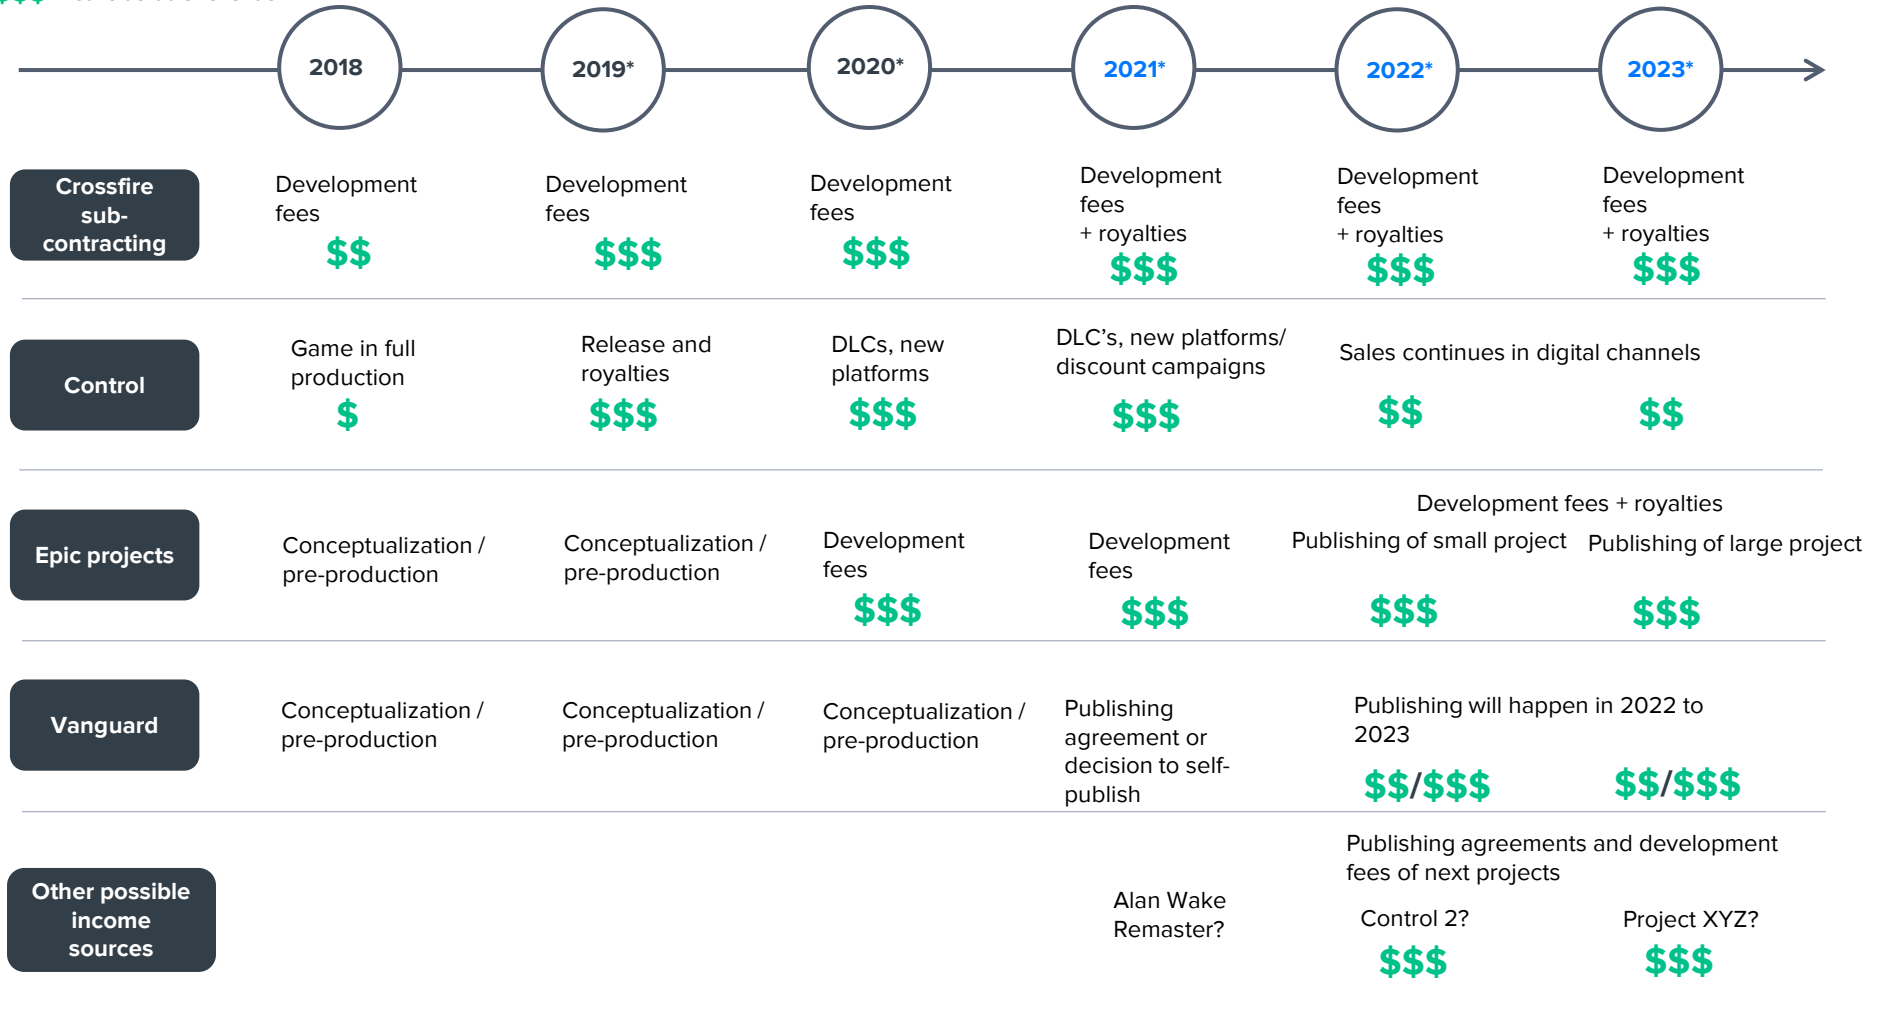 $$$
2018
2019*
2020*
2021*
2022*
2023*
Crossfire
sub-
contracting
Development
fees
$$
Development
fees
$$$
Development
fees
$$$
Development
fees
+ royalties
$$$
Development
fees
+ royalties
$$$
Development
fees
+ royalties
$$$
Control
Game in full
production
$
Release and
royalties
$$$
DLCs, new
platforms
$$$
DLC’s, new platforms/
discount campaigns
$$$
Sales continues in digital channels
$$
$$
Epic projects
Conceptualization /
pre-production
Conceptualization /
pre-production
Development
fees
$$$
Development
fees
$$$
Development fees + royalties
Publishing of small project
Publishing of large project
$$$
$$$
Vanguard
Conceptualization /
pre-production
Conceptualization /
pre-production
Conceptualization /
pre-production
Publishing
agreement or
decision to self-
publish
Publishing will happen in 2022 to
2023
$$/$$$
$$/$$$
Other possible
income
sources
Alan Wake
Remaster?
Publishing agreements and development
fees of next projects
Control 2?
$$$
Project XYZ?
$$$